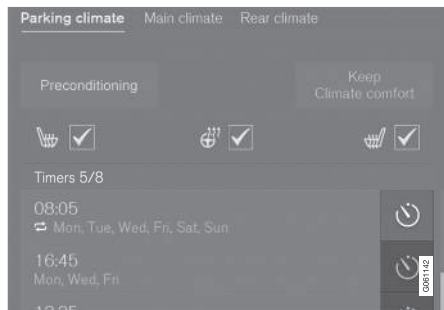 Parking climate Main climate Rear climate
Preconditioning
Keep
Climate comfort
Timers 5/8
08:05
Mon, Tue, Wed, Fri, Sat, Sun
16:45
Mon, Wed, Fri
G061142